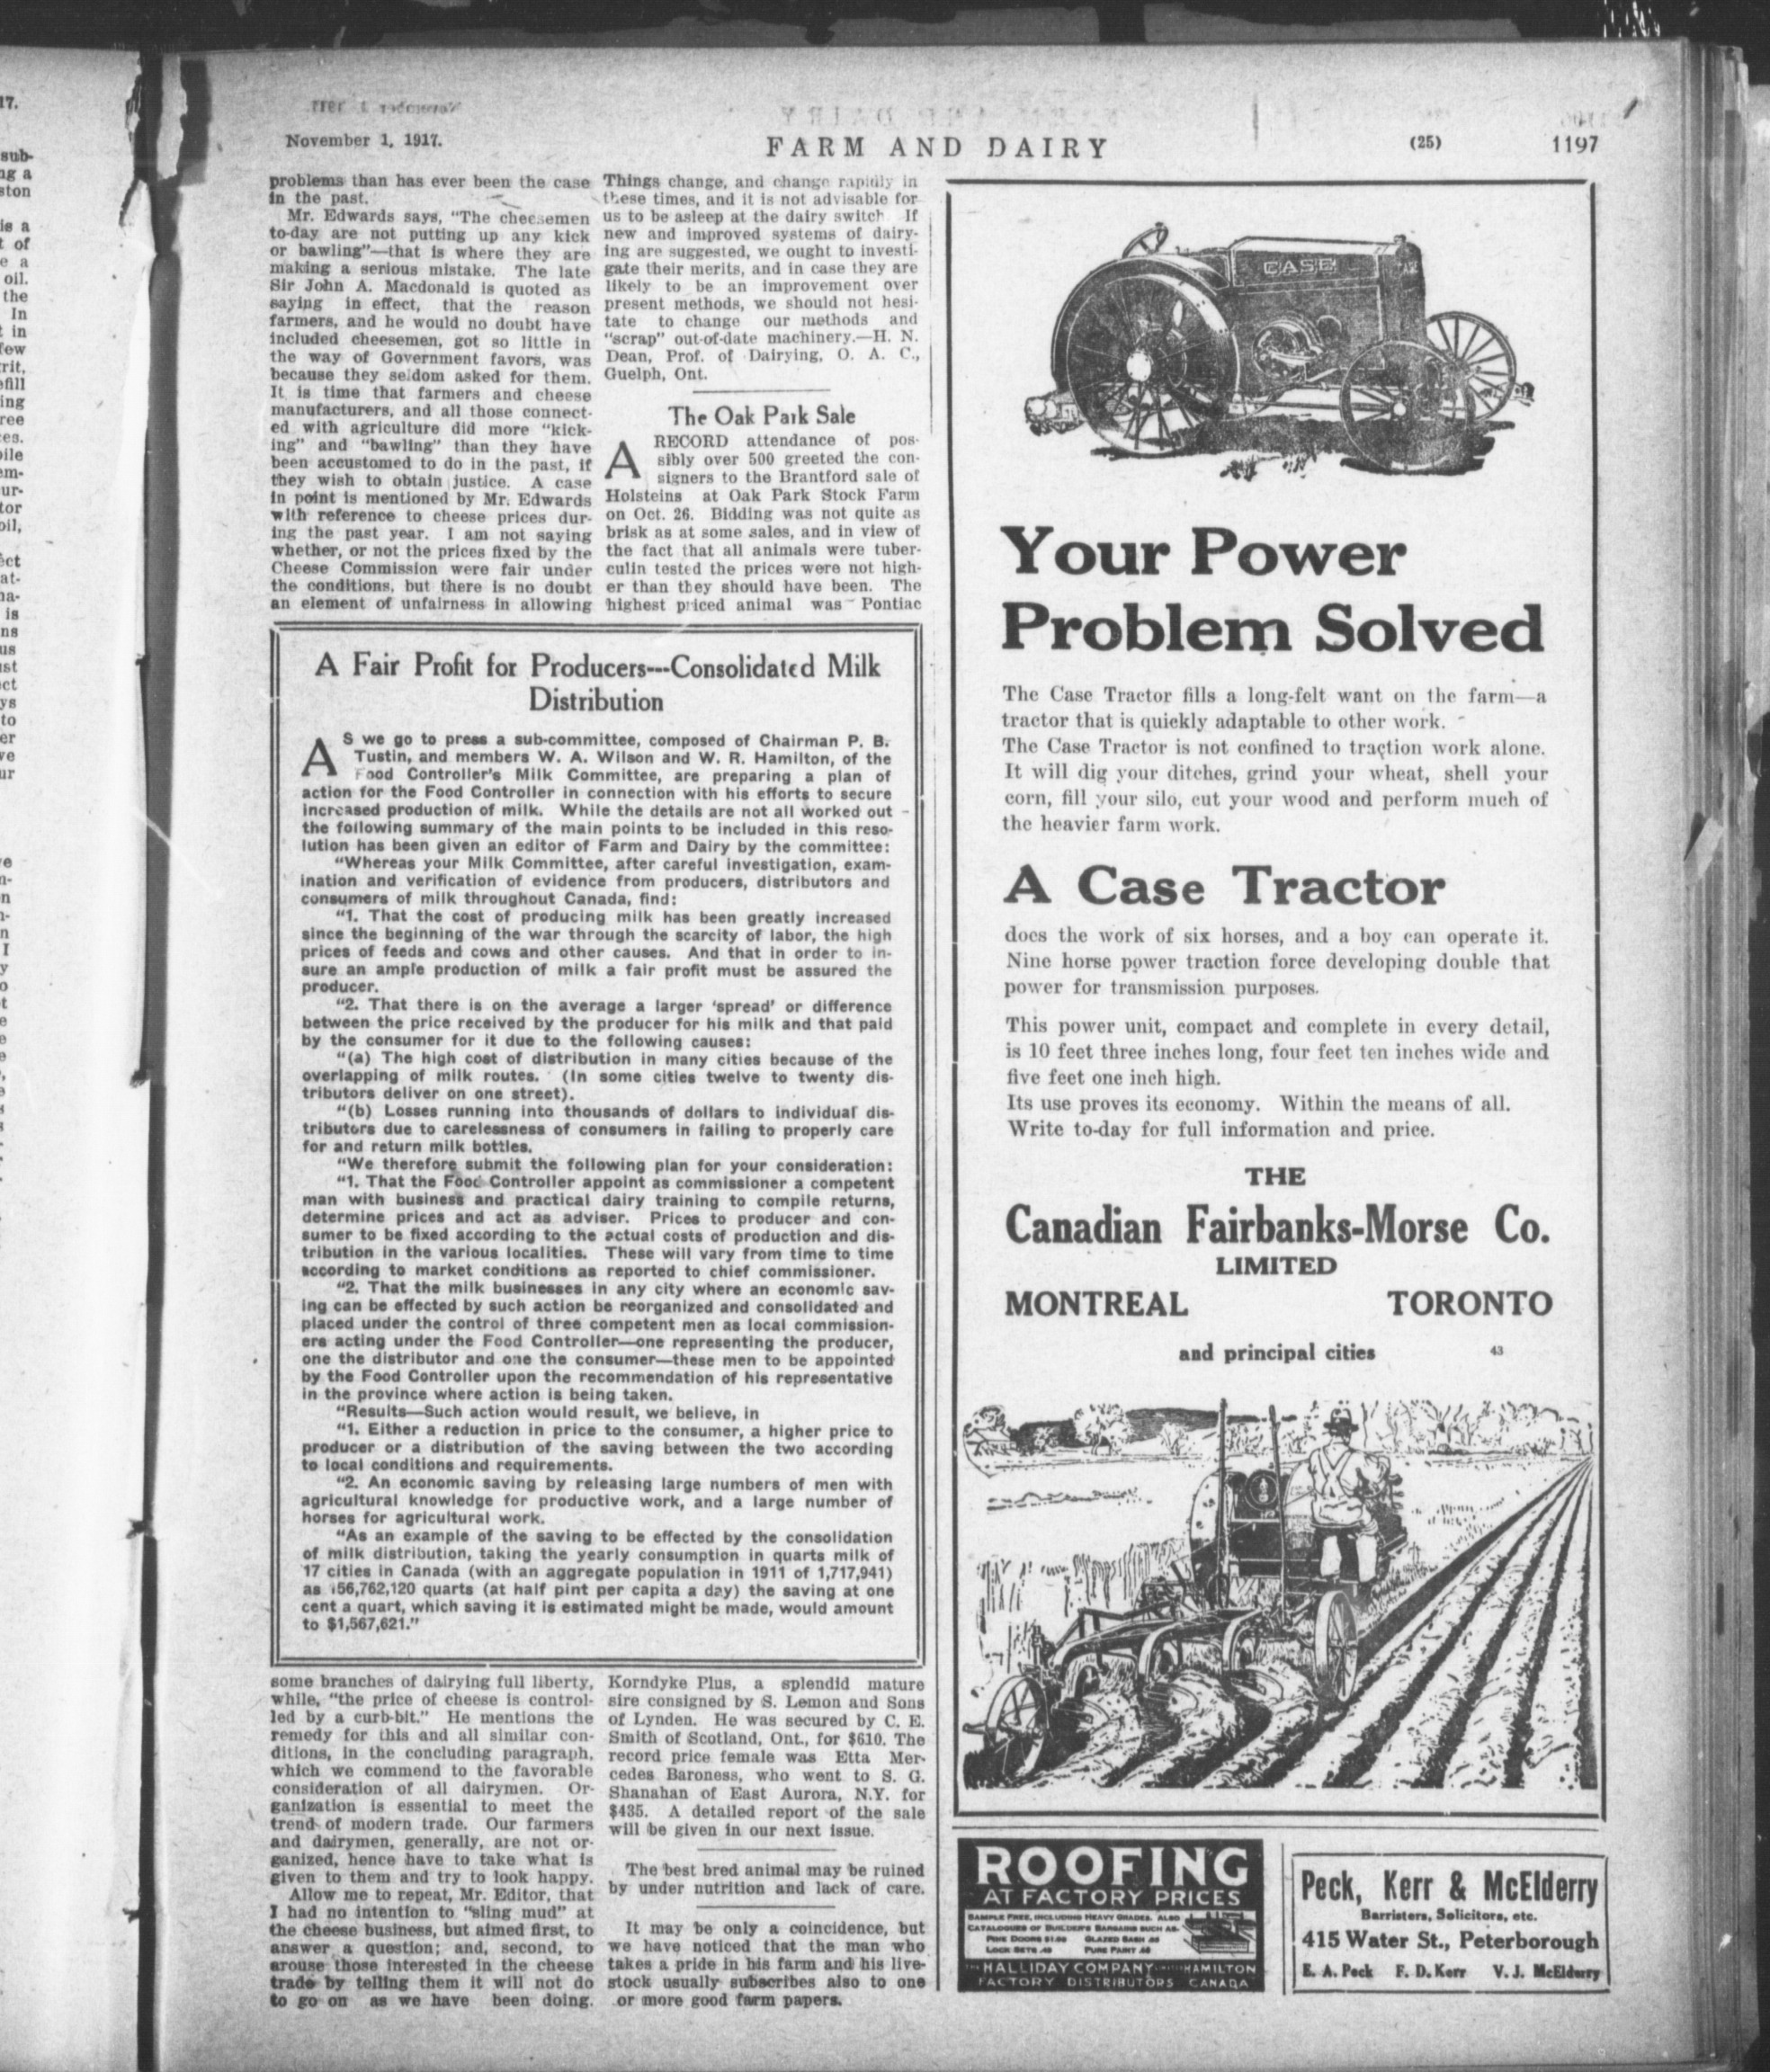 November 1, 1917.
FARM AND DAIRY
(25)
1197
problems than has ever been the case
in the past.
Mr. Edwards says, "The cheesemen
to-day are not putting up any kick
or bawling"—that is where they are
making a serious mistake. The late
Sir John A. Macdonald is quoted as
saying in effect, that the reason
farmers, and he would no doubt have
included cheesemen, got so little in
the way of Government favors, was
because they seldom asked for them.
It is time that farmers and cheese
manufacturers, and all those connect-
ed with agriculture did more "kick-
ing" and "bawling" than they have
been accustomed to do in the past, if
they wish to obtain justice. A case
in point is mentioned by Mr. Edwards
with reference to cheese prices dur-
ing the past year. I am not saying
whether, or not the prices fixed by the
Cheese Commission were fair under
the conditions, but there is no doubt
an element of unfairness in allowing
some branches of dairying full liberty,
while, "the price of cheese is control-
led by a curb-bit." He mentions the
remedy for this and all similar con-
ditions, in the concluding paragraph,
which we commend to the favorable
consideration of all dairymen. Or-
ganization is essential to meet the
trend of modern trade. Our farmers
and dairymen, generally, are not or-
ganized, hence have to take what is
given to them and try to look happy.
Allow me to repeat, Mr. Editor, that
I had no intention to "sling mud" at
the cheese business, but aimed first, to
answer a question; and, second, to
arouse those interested in the cheese
trade by telling them it will not do
to go on as we have been doing.
Things change, and change rapidly in
these times, and it is not advisable for
us to be asleep at the dairy switch If
new and improved systems of dairy-
ing are suggested, we ought to investi-
gate their merits, and in case they are
likely to be an improvement over
present methods, we should not hesi-
tate to change our methods and
"scrap" out-of-date machinery.—H. N.
Dean, Prof. of Dairying, O. A. C.,
Guelph, Ont.
The Oak Park Sale
A RECORD attendance of pos-
sibly over 500 greeted the con-
signers to the Brantford sale of
Holsteins at Oak Park Stock Farm
on Oct. 26. Bidding was not quite as
brisk as at some sales, and in view of
the fact that all animals were tuber-
culin tested the prices were not high-
er than they should have been. The
highest priced animal was Pontiac
Korndyke Plus, a splendid mature
sire consigned by S. Lemon and Sons
of Lynden. He was secured by C. E.
Smith of Scotland, Ont., for $610. The
record price female was Etta Mer-
cedes Baroness, who went to S. G.
Shanahan of East Aurora, N.Y. for
$435. A detailed report of the sale
will be given in our next issue.
The best bred animal may be ruined
by under nutrition and lack of care.
It may be only a coincidence, but
we have noticed that the man who
takes a pride in his farm and his live-
stock usually subscribes also to one
or more good farm papers.
A Fair Profit for Producers---Consolidated Milk
Distribution
AS we go to press a sub-committee, composed of Chairman P. B.
Tustin, and members W. A. Wilson and W. R. Hamilton, of the
Food Controller's Milk Committee, are preparing a plan of
action for the Food Controller in connection with his efforts to secure
increased production of milk. While the details are not all worked out
the following summary of the main points to be included in this reso-
lution has been given an editor of Farm and Dairy by the committee:
"Whereas your Milk Committee, after careful investigation, exam-
ination and verification of evidence from producers, distributors and
consumers of milk throughout Canada, find:
"1. That the cost of producing milk has been greatly increased
since the beginning of the war through the scarcity of labor, the high
prices of feeds and cows and other causes. And that in order to in-
sure an ample production of milk a fair profit must be assured the
producer.
"2. That there is on the average a larger 'spread' or difference
between the price received by the producer for his milk and that paid
by the consumer for it due to the following causes:
"(a) The high cost of distribution in many cities because of the
overlapping of milk routes. (In some cities twelve to twenty dis-
tributors deliver on one street).
"(b) Losses running into thousands of dollars to individual dis-
tributors due to carelessness of consumers in failing to properly care
for and return milk bottles.
"We therefore submit the following plan for your consideration:
"1. That the Food Controller appoint as commissioner a competent
man with business and practical dairy training to compile returns,
determine prices and act as adviser. Prices to producer and con-
sumer to be fixed according to the actual costs of production and dis-
tribution in the various localities. These will vary from time to time
according to market conditions as reported to chief commissioner.
"2. That the milk businesses in any city where an economic sav-
ing can be effected by such action be reorganized and consolidated and
placed under the control of three competent men as local commission-
ers acting under the Food Controller—one representing the producer,
one the distributor and one the consumer—these men to be appointed
by the Food Controller upon the recommendation of his representative
in the province where action is being taken.
"Results—Such action would result, we believe, in
"1. Either a reduction in price to the consumer, a higher price to
producer or a distribution of the saving between the two according
to local conditions and requirements.
"2. An economic saving by releasing large numbers of men with
agricultural knowledge for productive work, and a large number of
horses for agricultural work.
"As an example of the saving to be effected by the consolidation
of milk distribution, taking the yearly consumption in quarts milk of
17 cities in Canada (with an aggregate population in 1911 of 1,717,941)
as 156,762,120 quarts (at half pint per capita a day) the saving at one
cent a quart, which saving it is estimated might be made, would amount
to $1,567,621."
CASE
Your Power
Problem Solved
The Case Tractor fills a long-felt want on the farm—a
tractor that is quickly adaptable to other work.
The Case Tractor is not confined to traction work alone.
It will dig your ditches, grind your wheat, shell your
corn, fill your silo, cut your wood and perform much of
the heavier farm work.
A Case Tractor
does the work of six horses, and a boy can operate it.
Nine horse power traction force developing double that
power for transmission purposes.
This power unit, compact and complete in every detail,
is 10 feet three inches long, four feet ten inches wide and
five feet one inch high.
Its use proves its economy. Within the means of all.
Write to-day for full information and price.
THE
Canadian Fairbanks-Morse Co.
LIMITED
MONTREAL TORONTO
and principal cities 43
ROOFING
AT FACTORY PRICES
SAMPLE FREE, INCLUDING HEAVY GRADES. ALSO
CATALOGUES OF BUILDER'S BARGAINS SUCH AS.
PINE DOORS GLAZED SASH
LOCK SETS PURE PAINT
HALLIDAY COMPANY HAMILTON
FACTORY DISTRIBUTORS CANADA
Peck, Kerr & McElderry
Barristers, Solicitors, etc.
415 Water St., Peterborough
E. A. Peck F. D. Kerr V. J. McElderry